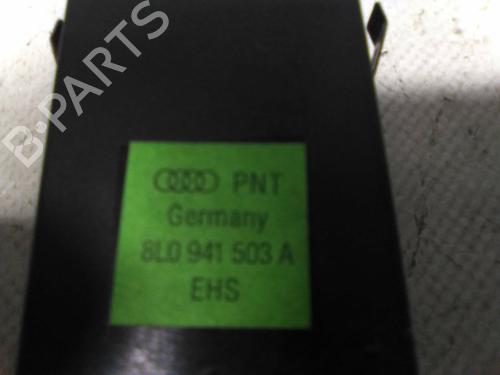 B-PARTS
PNT
Germany
8L0 941 503 A
EHS